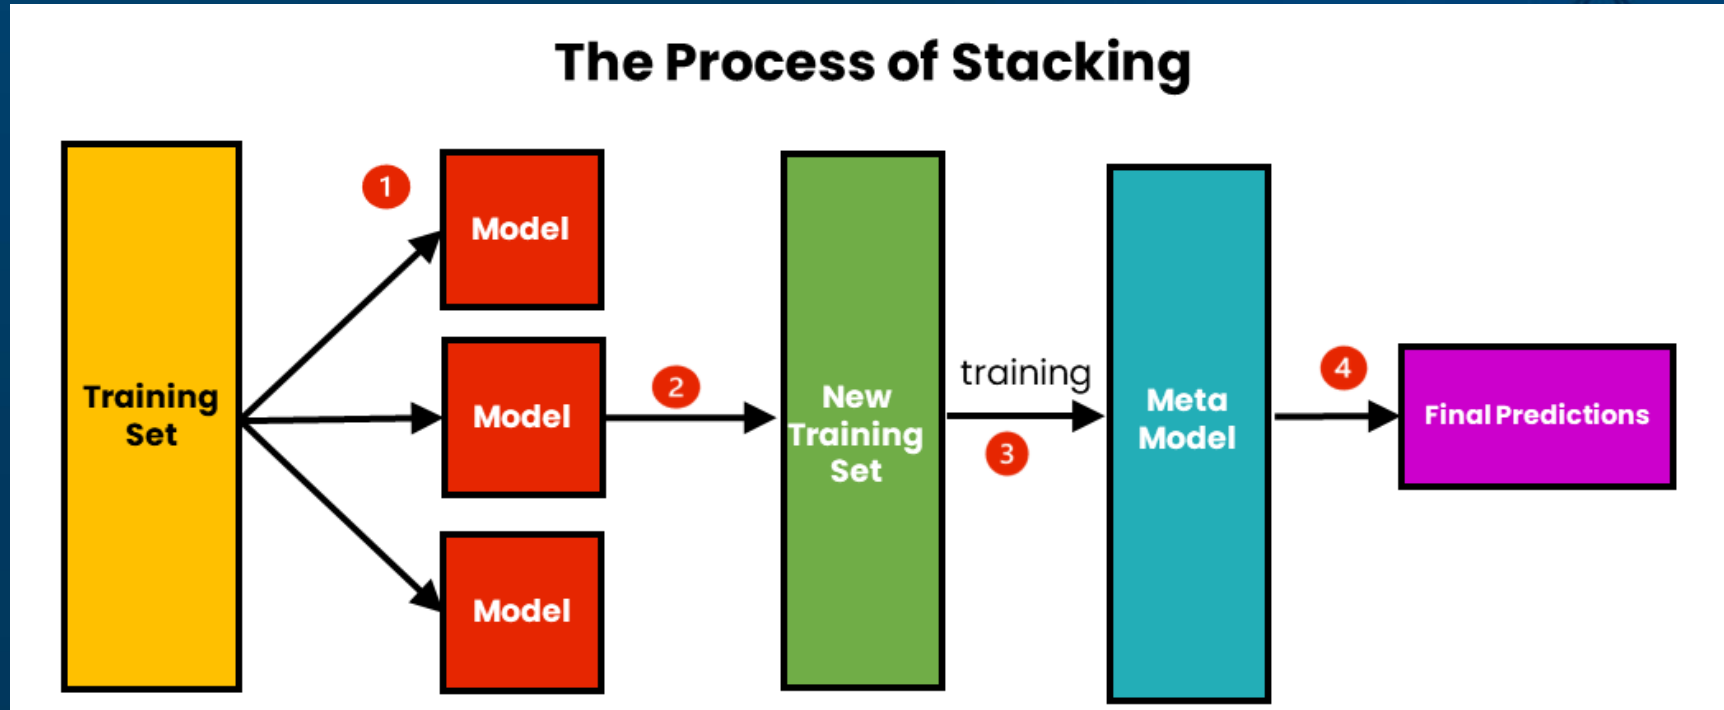 The Process of Stacking
Training
Set
1
Model
Model
Model
2
New
Training
Set
training
3
Meta
Model
4
Final Predictions